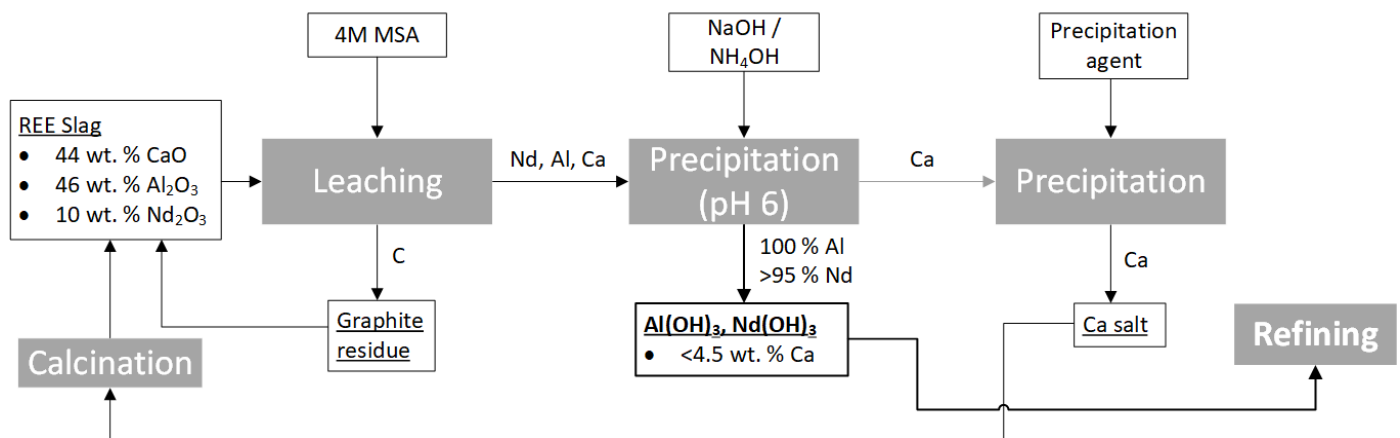 4M MSA
NaOH /
NH₄OH
Precipitation
agent
REE Slag
• 44 wt. % CaO
• 46 wt. % Al₂O₃
• 10 wt. % Nd₂O₃
Leaching
Nd, Al, Ca
Precipitation
(pH 6)
Ca
Precipitation
C
100 % Al
>95 % Nd
Ca
Graphite
residue
Al(OH)₃, Nd(OH)₃
• <4.5 wt. % Ca
Ca salt
Refining
Calcination